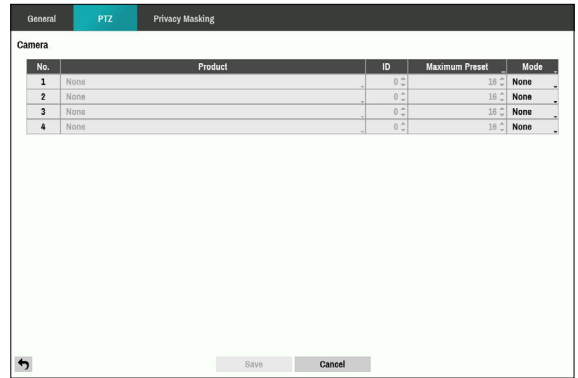 General PTZ Privacy Masking
Camera
No. Product ID Maximum Preset Mode
1 None 0 16 None
2 None 0 16 None
3 None 0 16 None
4 None 0 16 None
Save Cancel